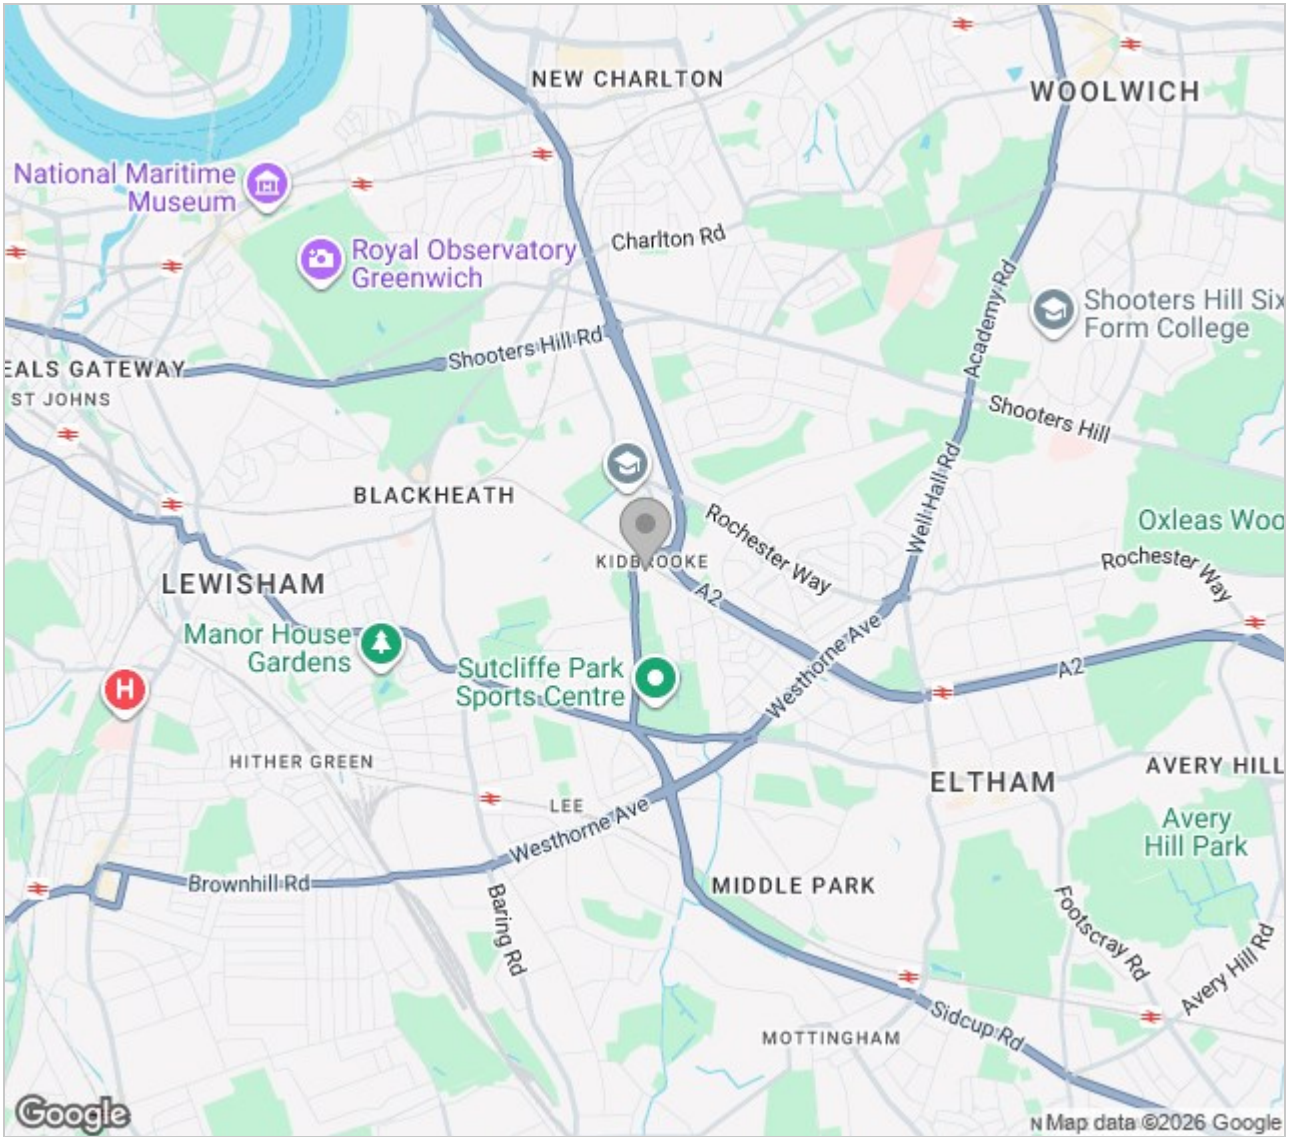 NEW CHARLTON
WOOLWICH
National Maritime
Museum
Royal Observatory
Greenwich
Charlton Rd
Academy Rd
Shooters Hill Six
Form College
Shooters Hill Rd
EALS GATEWAY
ST JOHNS
Shooters Hill
Well Hall Rd
BLACKHEATH
Rochester Way
Oxleas Woo
KIDBROOKE
Rochester Way
LEWISHAM
A2
Manor House
Gardens
Westhorne Ave
Sutcliffe Park
Sports Centre
A2
H
HITHER GREEN
ELTHAM
AVERY HILL
LEE
Westhorne Ave
Avery
Hill Park
Brownhill Rd
MIDDLE PARK
Baring Rd
Footscray Rd
Avery Hill Rd
Sidcup Rd
MOTTINGHAM
Google
N Map data ©2026 Google